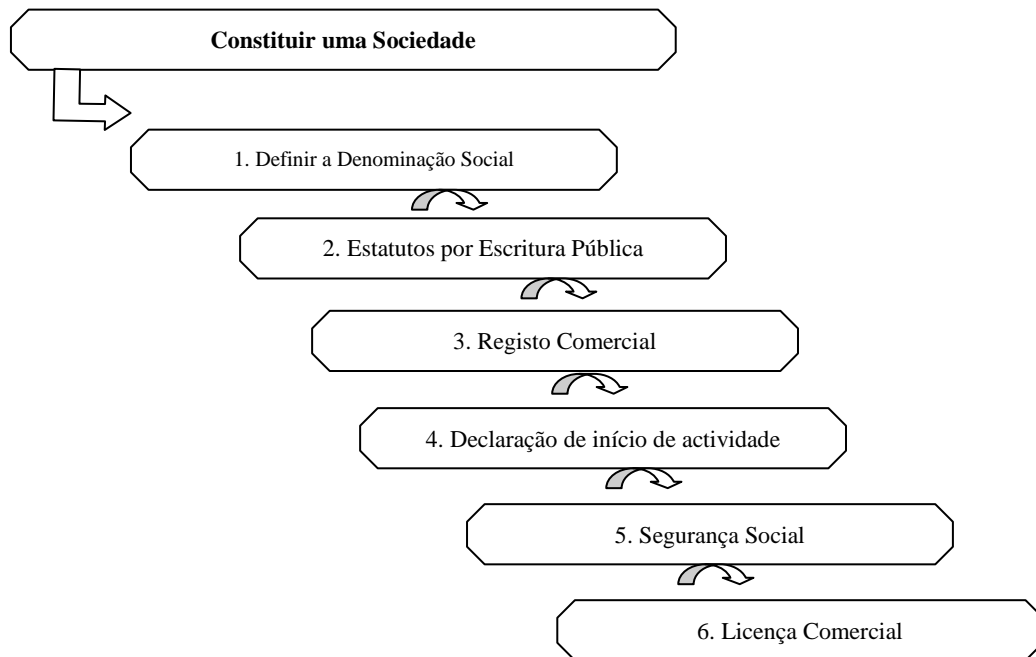 Constituir uma Sociedade
1. Definir a Denominação Social
2. Estatutos por Escritura Pública
3. Registo Comercial
4. Declaração de início de actividade
5. Segurança Social
6. Licença Comercial